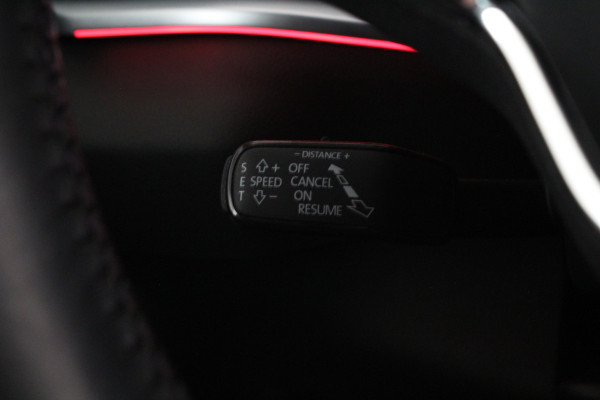 − DISTANCE +
S + OFF
E SPEED CANCEL
T − ON
RESUME